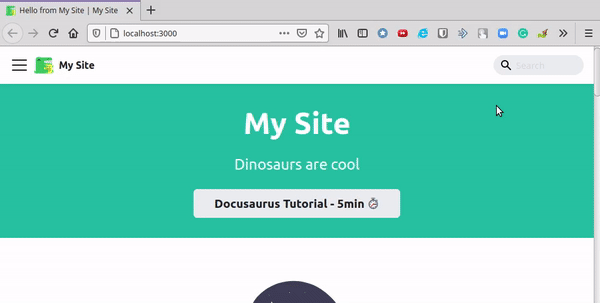 Hello from My Site | My Site
localhost:3000
My Site
Search
My Site
Dinosaurs are cool
Docusaurus Tutorial - 5min ⏱️